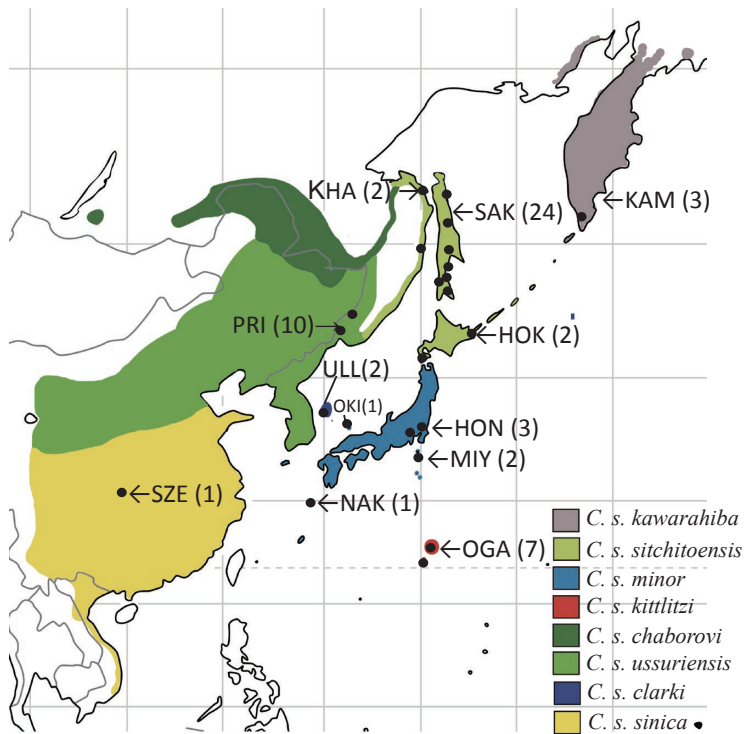 KHA (2)
SAK (24)
KAM (3)
PRI (10)
HOK (2)
ULL(2)
OKI(1)
HON (3)
MIY (2)
SZE (1)
NAK (1)
OGA (7)
C. s. kawarahiba
C. s. sitchitoensis
C. s. minor
C. s. kittlitzi
C. s. chaborovi
C. s. ussuriensis
C. s. clarki
C. s. sinica